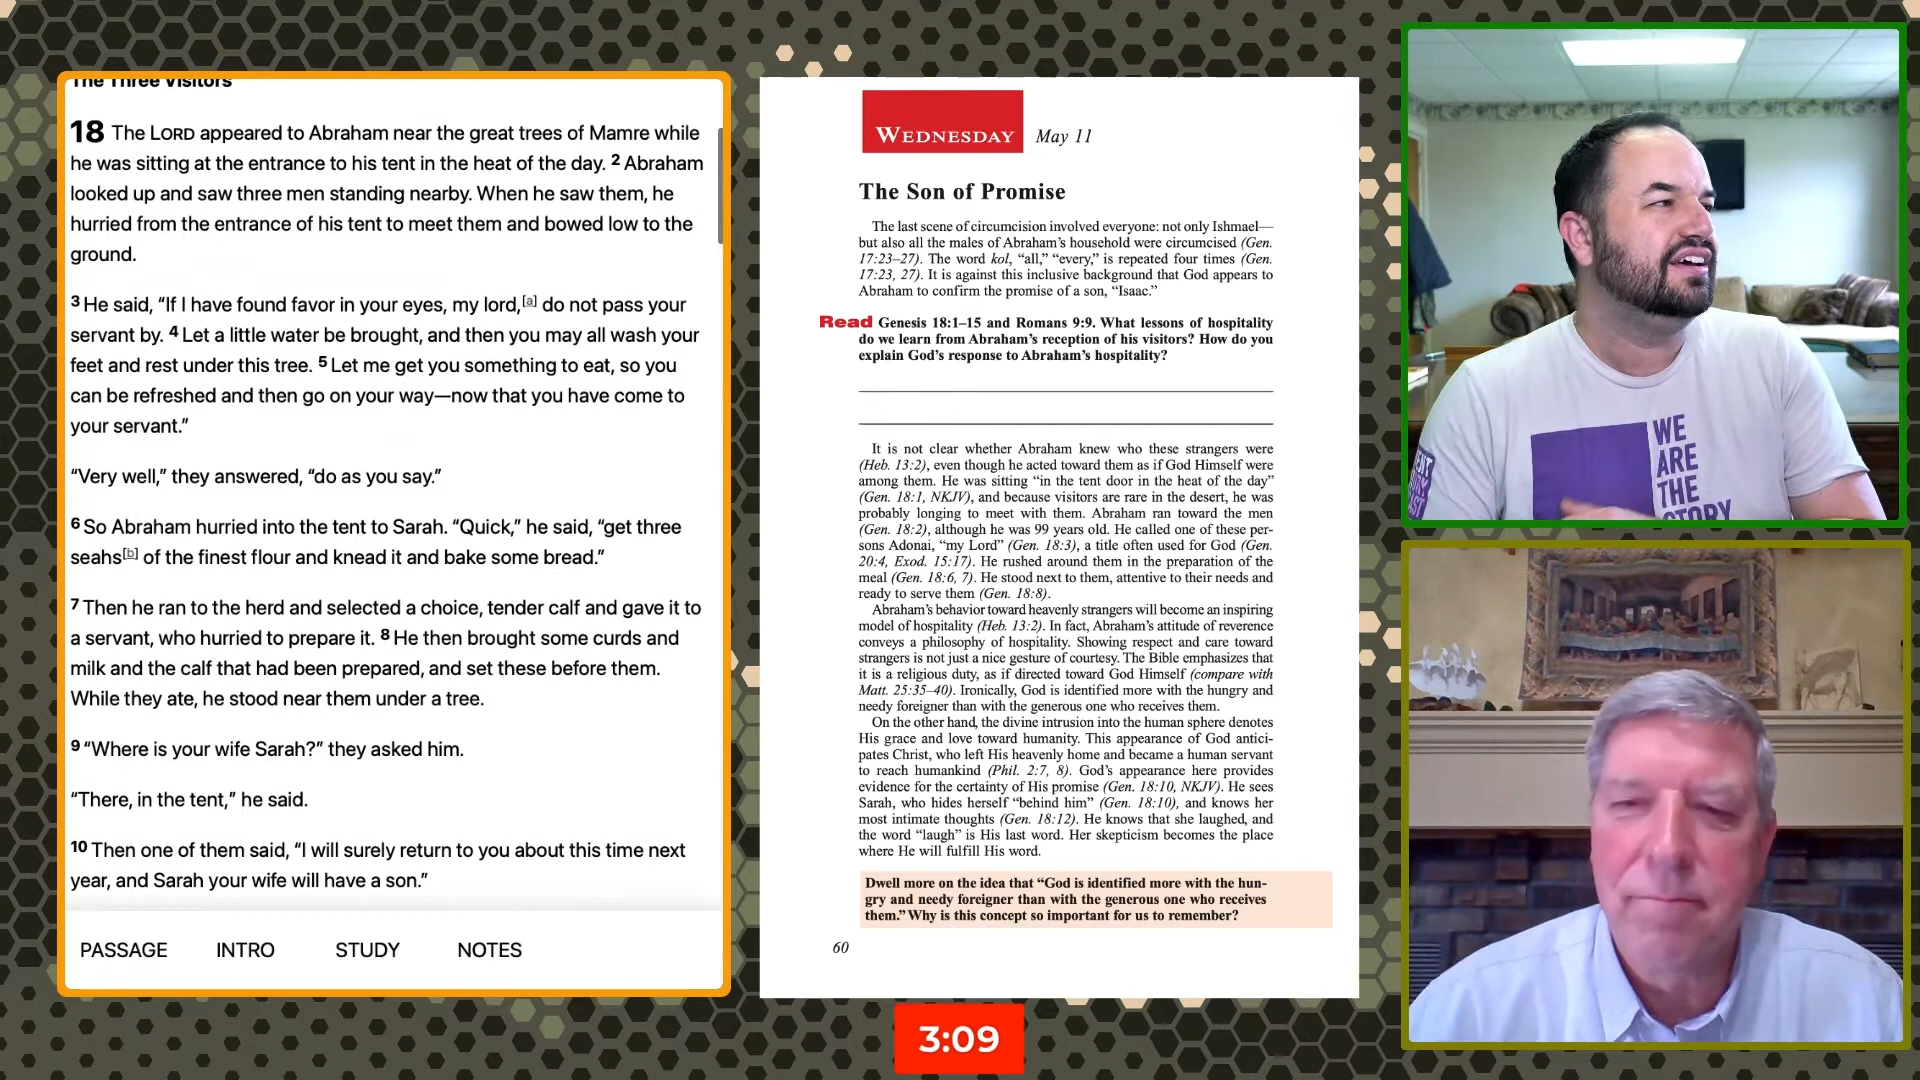 The Three Visitors
18 The LORD appeared to Abraham near the great trees of Mamre while
he was sitting at the entrance to his tent in the heat of the day. 2 Abraham
looked up and saw three men standing nearby. When he saw them, he
hurried from the entrance of his tent to meet them and bowed low to the
ground.
3 He said, “If I have found favor in your eyes, my lord,[a] do not pass your
servant by. 4 Let a little water be brought, and then you may all wash your
feet and rest under this tree. 5 Let me get you something to eat, so you
can be refreshed and then go on your way—now that you have come to
your servant.”
“Very well,” they answered, “do as you say.”
6 So Abraham hurried into the tent to Sarah. “Quick,” he said, “get three
seahs[b] of the finest flour and knead it and bake some bread.”
7 Then he ran to the herd and selected a choice, tender calf and gave it to
a servant, who hurried to prepare it. 8 He then brought some curds and
milk and the calf that had been prepared, and set these before them.
While they ate, he stood near them under a tree.
9 “Where is your wife Sarah?” they asked him.
“There, in the tent,” he said.
10 Then one of them said, “I will surely return to you about this time next
year, and Sarah your wife will have a son.”
PASSAGE INTRO STUDY NOTES
WEDNESDAY May 11
The Son of Promise
The last scene of circumcision involved everyone: not only Ishmael—
but also all the males of Abraham’s household were circumcised (Gen.
17:23–27). The word kol, “all,” “every,” is repeated four times (Gen.
17:23, 27). It is against this inclusive background that God appears to
Abraham to confirm the promise of a son, “Isaac.”
Read Genesis 18:1–15 and Romans 9:9. What lessons of hospitality
do we learn from Abraham’s reception of his visitors? How do you
explain God’s response to Abraham’s hospitality?
It is not clear whether Abraham knew who these strangers were
(Heb. 13:2), even though he acted toward them as if God Himself were
among them. He was sitting “in the tent door in the heat of the day”
(Gen. 18:1, NKJV), and because visitors are rare in the desert, he was
probably longing to meet with them. Abraham ran toward the men
(Gen. 18:2), although he was 99 years old. He called one of these per-
sons Adonai, “my Lord” (Gen. 18:3), a title often used for God (Gen.
20:4, Exod. 15:17). He rushed around them in the preparation of the
meal (Gen. 18:6, 7). He stood next to them, attentive to their needs and
ready to serve them (Gen. 18:8).
Abraham’s behavior toward heavenly strangers will become an inspiring
model of hospitality (Heb. 13:2). In fact, Abraham’s attitude of reverence
conveys a philosophy of hospitality. Showing respect and care toward
strangers is not just a nice gesture of courtesy. The Bible emphasizes that
it is a religious duty, as if directed toward God Himself (compare with
Matt. 25:35–40). Ironically, God is identified more with the hungry and
needy foreigner than with the generous one who receives them.
On the other hand, the divine intrusion into the human sphere denotes
His grace and love toward humanity. This appearance of God antici-
pates Christ, who left His heavenly home and became a human servant
to reach humankind (Phil. 2:7, 8). God’s appearance here provides
evidence for the certainty of His promise (Gen. 18:10, NKJV). He sees
Sarah, who hides herself “behind him” (Gen. 18:10), and knows her
most intimate thoughts (Gen. 18:12). He knows that she laughed, and
the word “laugh” is His last word. Her skepticism becomes the place
where He will fulfill His word.
Dwell more on the idea that “God is identified more with the hun-
gry and needy foreigner than with the generous one who receives
them.” Why is this concept so important for us to remember?
60
3:09
WE
ARE
THE
STORY